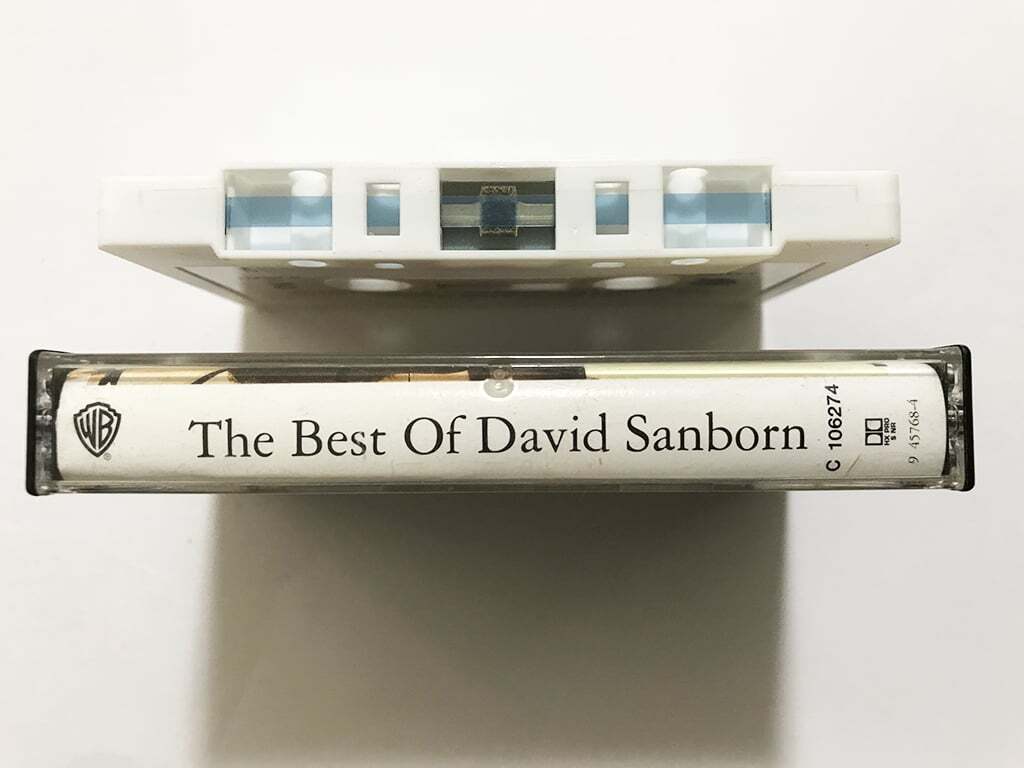 WB
The Best Of David Sanborn
C 106274
HX PRO
S NR
9 45768-4